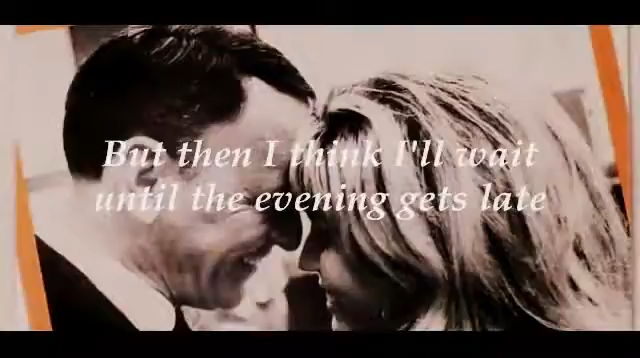 But then I think I'll wait
until the evening gets late